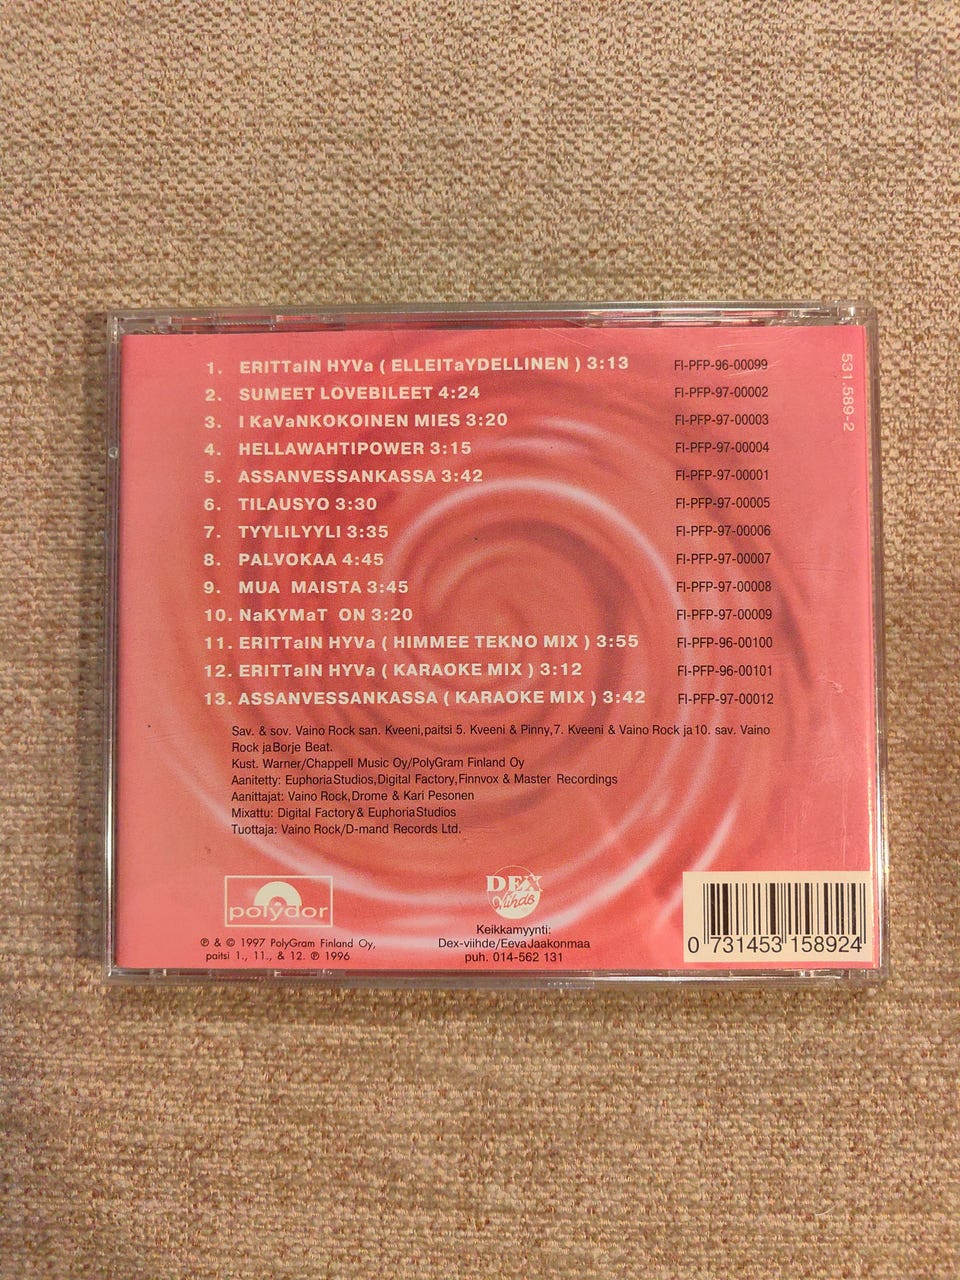 1. ERITTaIN HYVa ( ELLEITaYDELLINEN ) 3:13 FI-PFP-96-00099
2. SUMEET LOVEBILEET 4:24 FI-PFP-97-00002
3. I KaVaNKOKOINEN MIES 3:20 FI-PFP-97-00003
4. HELLAWAHTIPOWER 3:15 FI-PFP-97-00004
5. ASSANVESSANKASSA 3:42 FI-PFP-97-00001
6. TILAUSYO 3:30 FI-PFP-97-00005
7. TYYLILYYLI 3:35 FI-PFP-97-00006
8. PALVOKAA 4:45 FI-PFP-97-00007
9. MUA MAISTA 3:45 FI-PFP-97-00008
10. NaKYMaT ON 3:20 FI-PFP-97-00009
11. ERITTaIN HYVa ( HIMMEE TEKNO MIX ) 3:55 FI-PFP-96-00100
12. ERITTaIN HYVa ( KARAOKE MIX ) 3:12 FI-PFP-96-00101
13. ASSANVESSANKASSA ( KARAOKE MIX ) 3:42 FI-PFP-97-00012
531.589-2
Sav. & sov. Vaino Rock san. Kveeni,paitsi 5. Kveeni & Pinny,7. Kveeni & Vaino Rock ja10. sav. Vaino
Rock jaBorje Beat.
Kust. Warner/Chappell Music Oy/PolyGram Finland Oy
Aanitetty: EuphoriaStudios,Digital Factory,Finnvox & Master Recordings
Aanittajat: Vaino Rock,Drome & Kari Pesonen
Mixattu: Digital Factory& EuphoriaStudios
Tuottaja: Vaino Rock/D-mand Records Ltd.
polydor
℗ & © 1997 PolyGram Finland Oy,
paitsi 1., 11., & 12. ℗ 1996
DEX
Viihde
Keikkamyynti:
Dex-viihde/EevaJaakonmaa
puh. 014-562 131
0 731453 158924